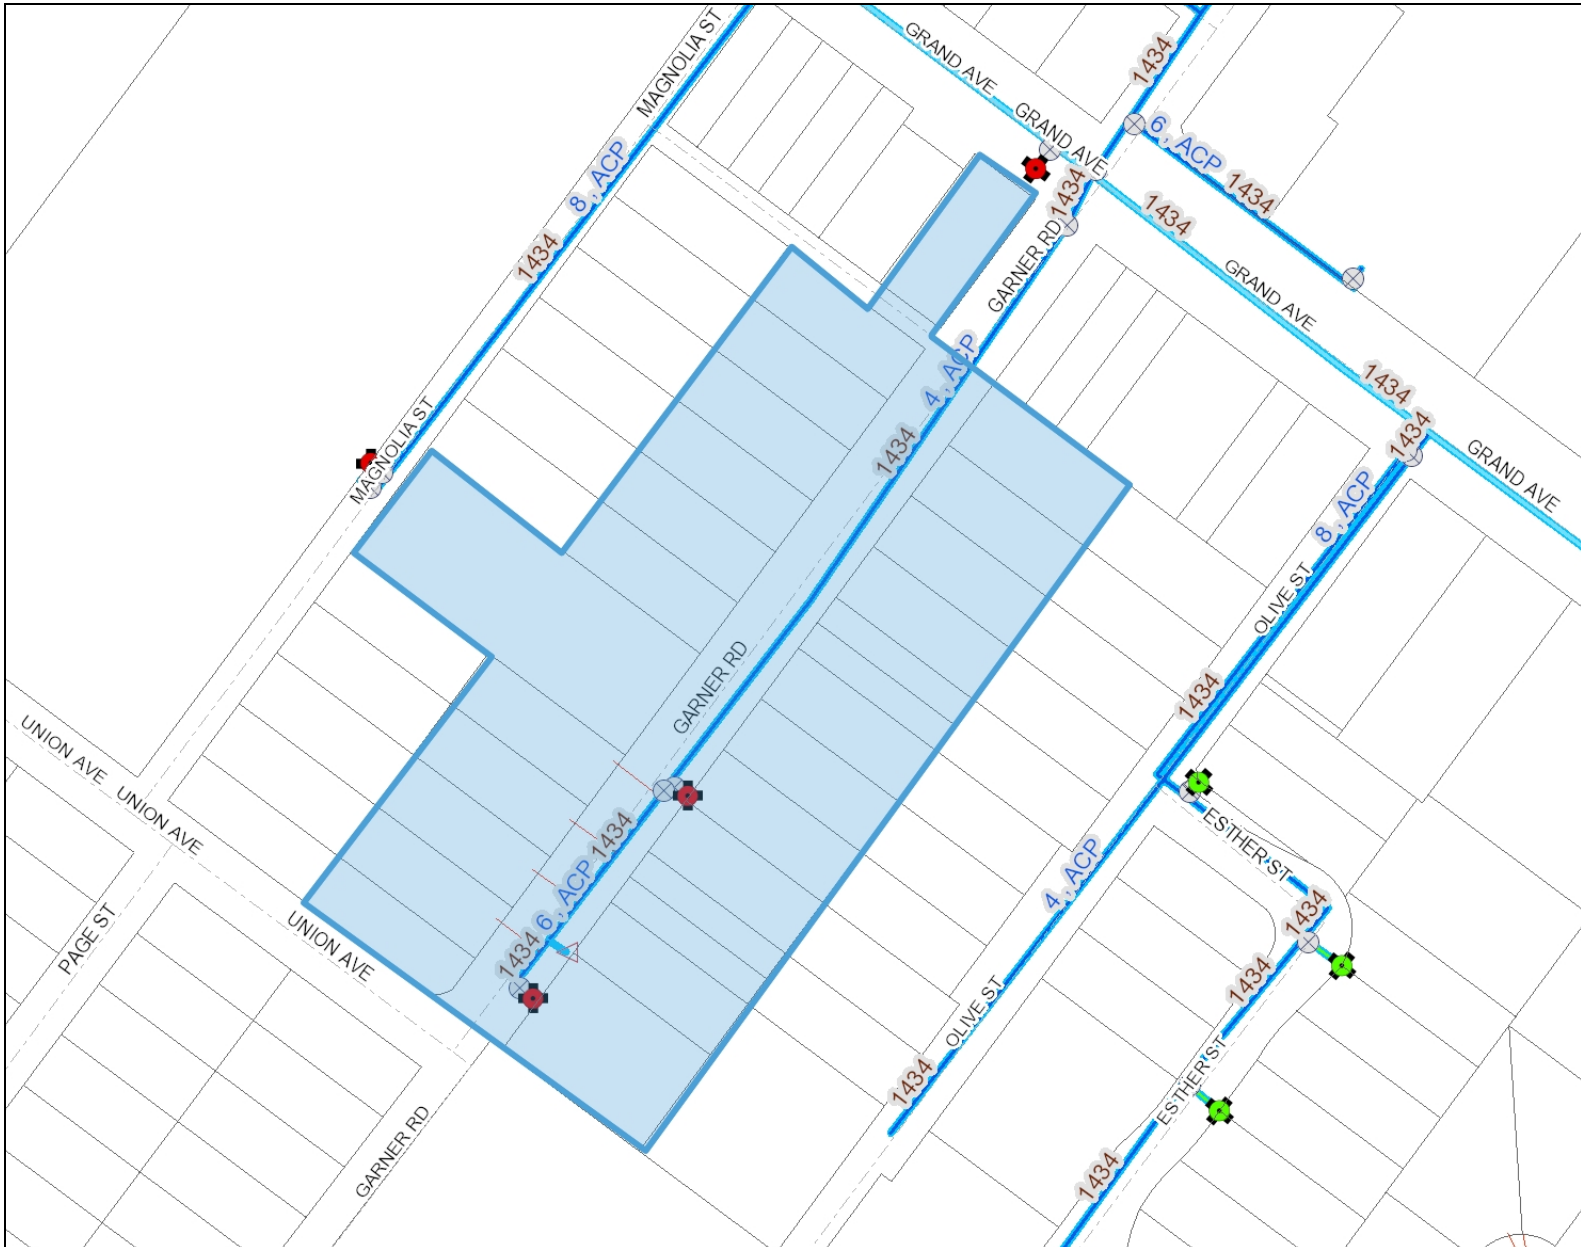 MAGNOLIA ST
GRAND AVE
1434
GRAND AVE
6, ACP
8, ACP
1434
1434
1434
1434
GARNER RD
GRAND AVE
4, ACP
1434
MAGNOLIA ST
1434
1434
GRAND AVE
8, ACP
OLIVE ST
GARNER RD
1434
UNION AVE
UNION AVE
1434
ESTHER ST
4, ACP
6, ACP
PAGE ST
UNION AVE
1434
1434
1434
OLIVE ST
ESTHER ST
1434
GARNER RD
1434